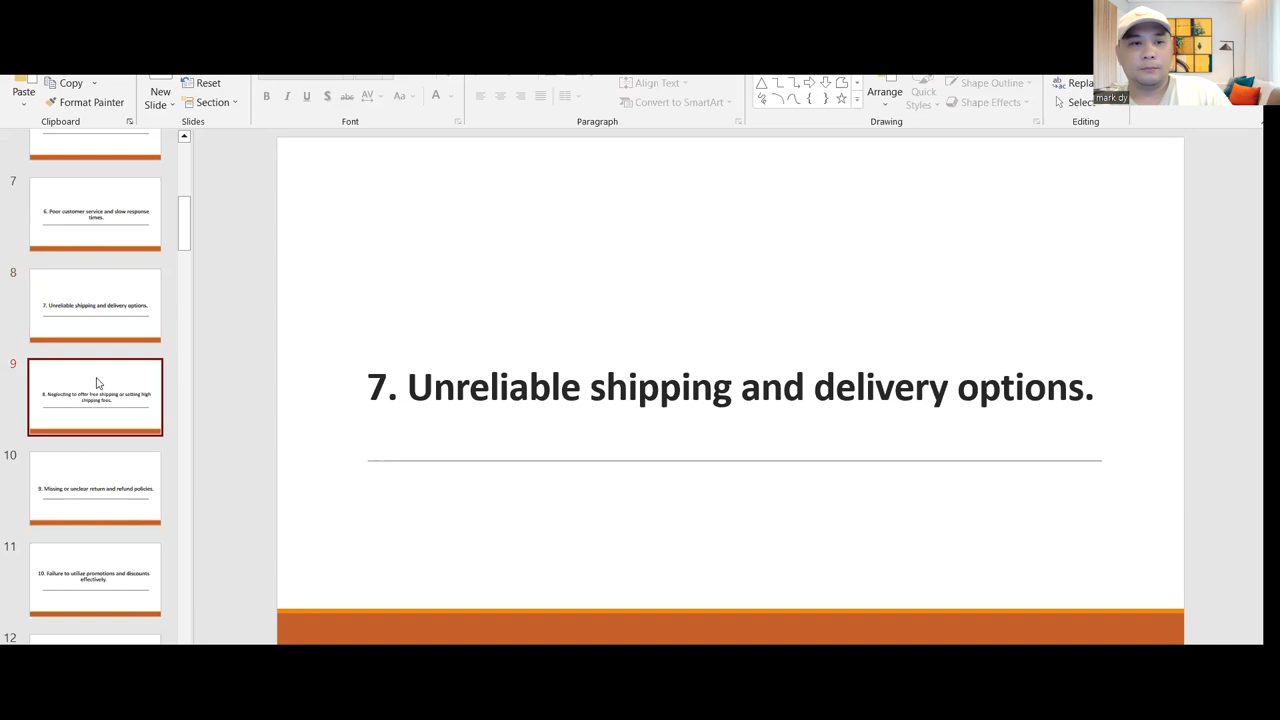 mark dy
Paste
Copy
Format Painter
Clipboard
New
Slide
Reset
Section
Slides
B I U S abc AV Aa A
Font
Align Text
Convert to SmartArt
Paragraph
Arrange
Quick
Styles
Shape Outline
Shape Effects
Drawing
Repla
Selec
Editing
7
6. Poor customer service and slow response
times.
8
7. Unreliable shipping and delivery options.
9
8. Neglecting to offer free shipping or setting high
shipping fees.
10
9. Missing or unclear return and refund policies.
11
10. Failure to utilize promotions and discounts
effectively.
12
7. Unreliable shipping and delivery options.